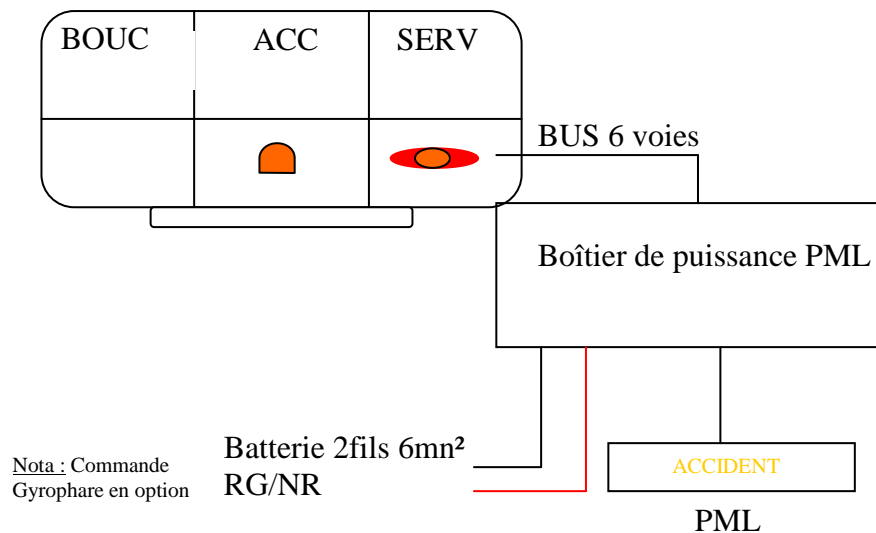 BOUC ACC SERV
BUS 6 voies
Boîtier de puissance PML
Batterie 2fils 6mn²
RG/NR
Nota : Commande
Gyrophare en option
ACCIDENT
PML